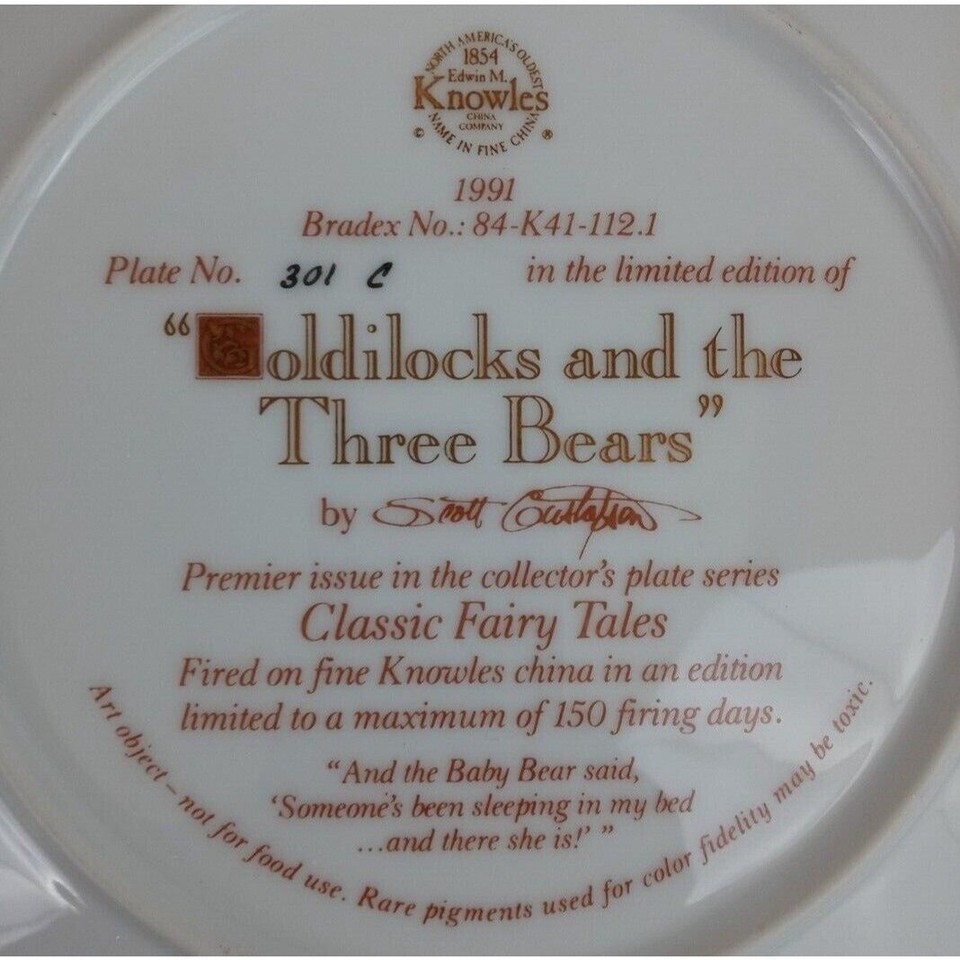 NORTH AMERICA'S OLDEST
1854
Edwin M.
Knowles
CHINA
COMPANY
© NAME IN FINE CHINA ®
1991
Bradex No.: 84-K41-112.1
Plate No. 301 C in the limited edition of
“Goldilocks and the
Three Bears”
by Scott Gustafson
Premier issue in the collector's plate series
Classic Fairy Tales
Fired on fine Knowles china in an edition
limited to a maximum of 150 firing days.
“And the Baby Bear said,
‘Someone's been sleeping in my bed
...and there she is!’ ”
Art object – not for food use. Rare pigments used for color fidelity may be toxic.